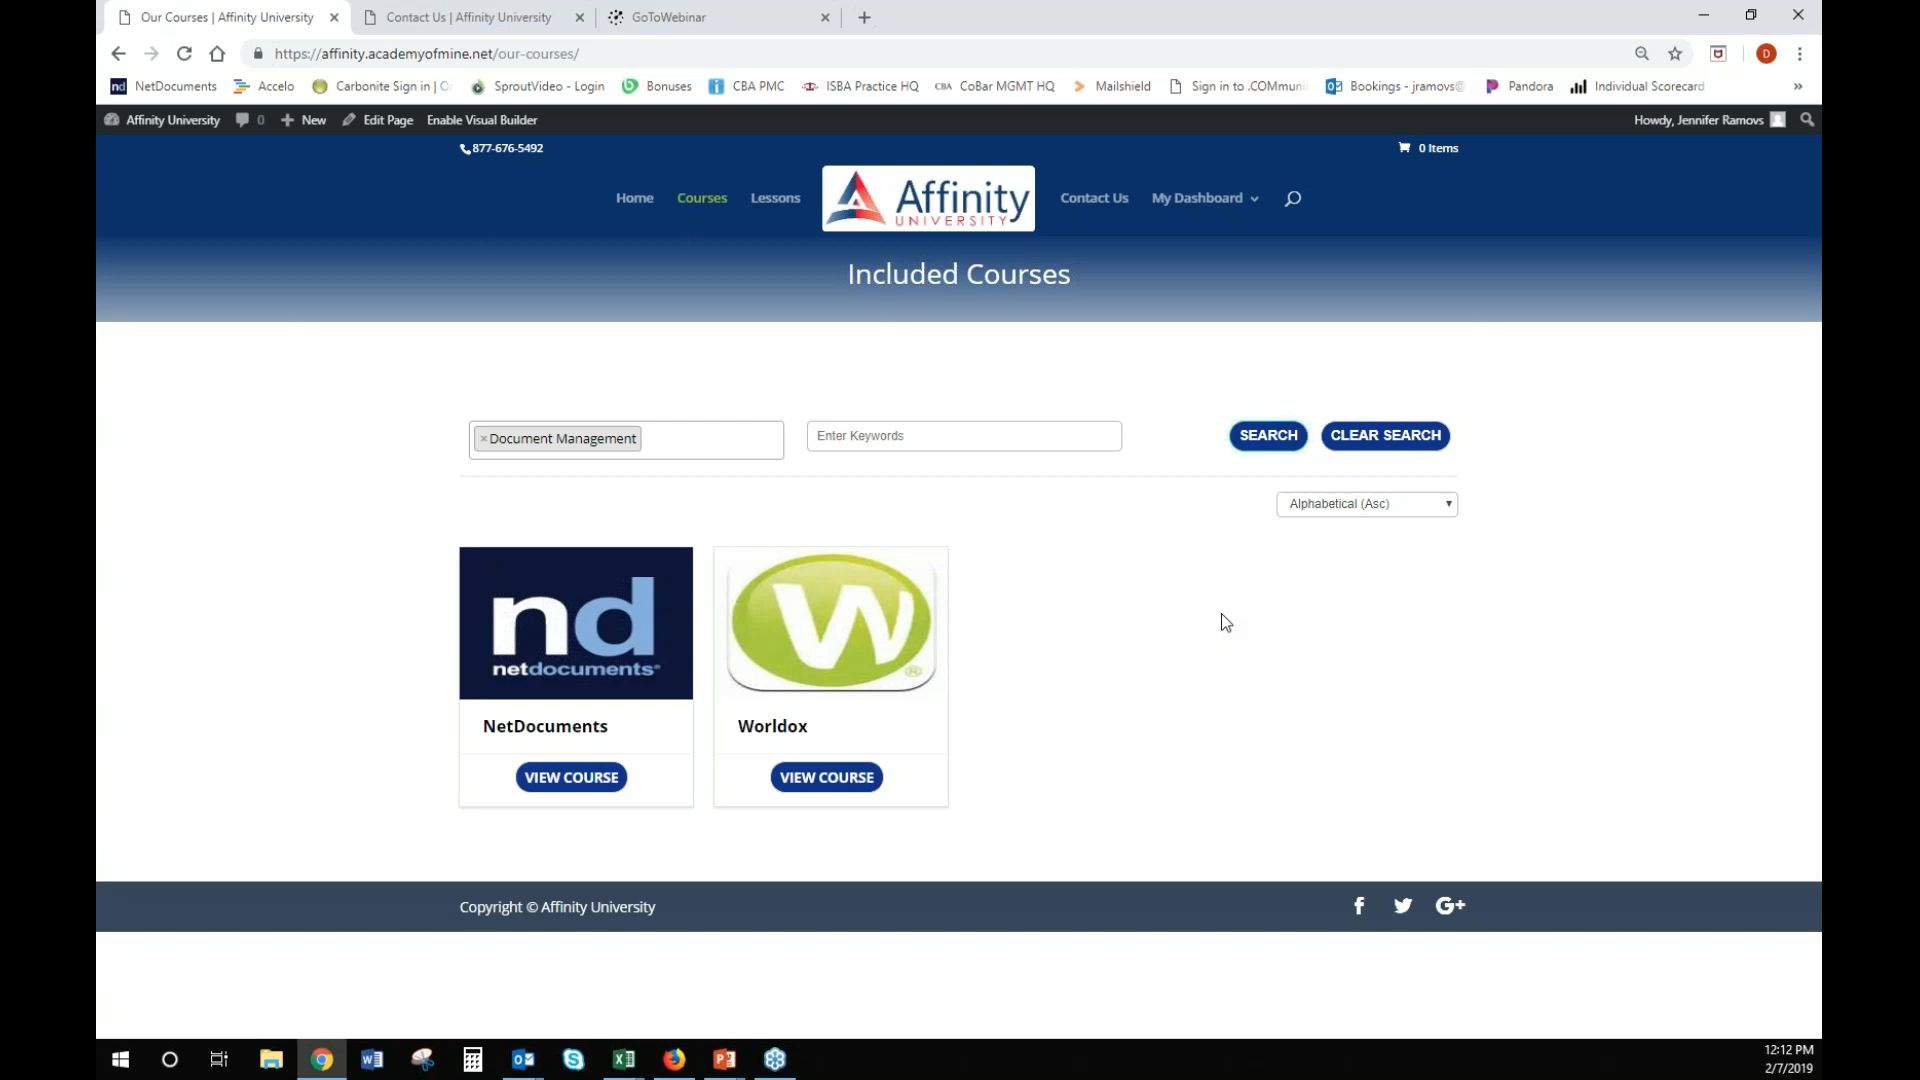 Our Courses | Affinity University
Contact Us | Affinity University
GoToWebinar
https://affinity.academyofmine.net/our-courses/
D
nd NetDocuments
Accelo
Carbonite Sign in | O
SproutVideo - Login
Bonuses
CBA PMC
ISBA Practice HQ
CBA CoBar MGMT HQ
Mailshield
Sign in to .COMmuni
Bookings - jramovs@
Pandora
Individual Scorecard
»
Affinity University
0
New
Edit Page
Enable Visual Builder
Howdy, Jennifer Ramovs
877-676-5492
0 Items
Home
Courses
Lessons
Affinity
UNIVERSITY
Contact Us
My Dashboard
Included Courses
×Document Management
Enter Keywords
SEARCH
CLEAR SEARCH
Alphabetical (Asc)
nd
netdocuments®
W
®
NetDocuments
Worldox
VIEW COURSE
VIEW COURSE
Copyright © Affinity University
f
G+
12:12 PM
2/7/2019